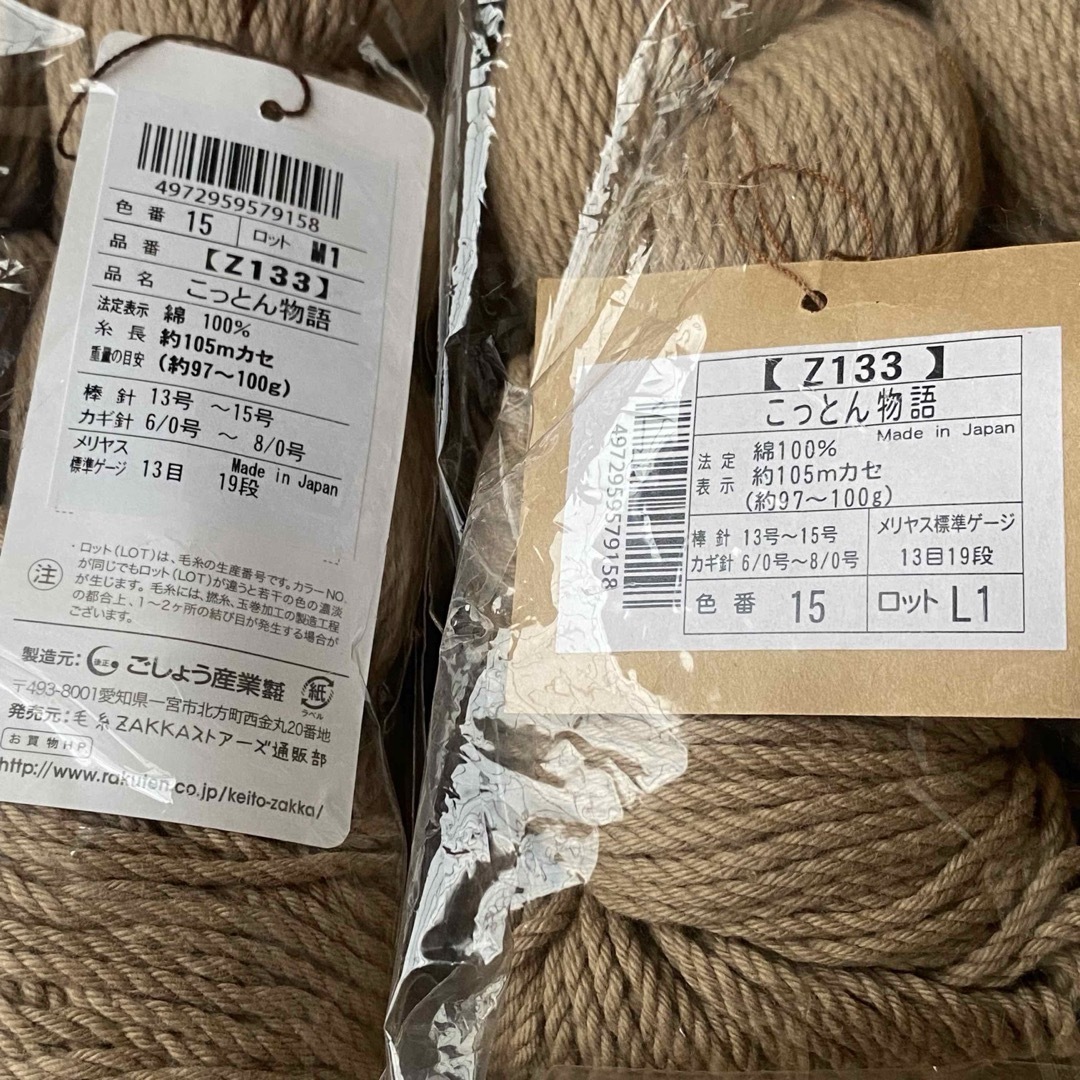 4972959579158
色番 15 ロット M1
品番 【Z133】
品名 こっとん物語
法定表示 綿 100%
糸長 約105mカセ
重量の目安 (約97〜100g)
棒針 13号 〜15号
カギ針 6/0号 〜 8/0号
メリヤス
標準ゲージ 13目 19段 Made in Japan
注
・ロット(LOT)は、毛糸の生産番号です。カラーNO.
が同じでもロット(LOT)が違うと若干の色の濃淡
が生じます。毛糸には、撚糸、玉巻加工の製造工程
の都合上、1〜2ヶ所の結び目が発生する場合が
ございます。
製造元: 後正 ごしょう産業株式会社
紙
ラベル
〒493-8001愛知県一宮市北方町西金丸20番地
発売元:毛糸ZAKKAストアーズ通販部
お買物HP
http://www.rakuten.co.jp/keito-zakka/
【Z133】
こっとん物語
Made in Japan
法定表示 綿100%
約105mカセ
(約97〜100g)
棒針 13号〜15号
カギ針 6/0号〜8/0号
メリヤス標準ゲージ
13目19段
色番 15 ロット L1
4972959579158